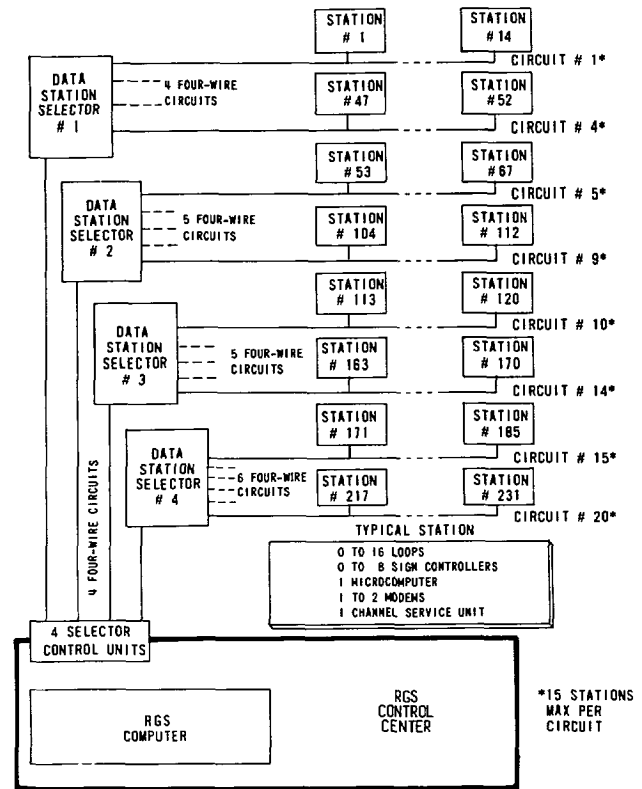 STATION # 1
STATION # 14
CIRCUIT # 1*
DATA STATION SELECTOR # 1
4 FOUR-WIRE CIRCUITS
STATION #47
STATION #52
CIRCUIT # 4*
STATION #53
STATION #67
CIRCUIT # 5*
DATA STATION SELECTOR # 2
5 FOUR-WIRE CIRCUITS
STATION # 104
STATION # 112
CIRCUIT # 9*
STATION # 113
STATION # 120
CIRCUIT # 10*
DATA STATION SELECTOR # 3
5 FOUR-WIRE CIRCUITS
STATION # 163
STATION # 170
CIRCUIT # 14*
STATION # 171
STATION # 185
CIRCUIT # 15*
DATA STATION SELECTOR # 4
6 FOUR-WIRE CIRCUITS
STATION # 217
STATION # 231
CIRCUIT # 20*
4 FOUR-WIRE CIRCUITS
TYPICAL STATION
0 TO 16 LOOPS
0 TO 8 SIGN CONTROLLERS
1 MICROCOMPUTER
1 TO 2 MODEMS
1 CHANNEL SERVICE UNIT
4 SELECTOR CONTROL UNITS
RGS COMPUTER
RGS CONTROL CENTER
*15 STATIONS MAX PER CIRCUIT